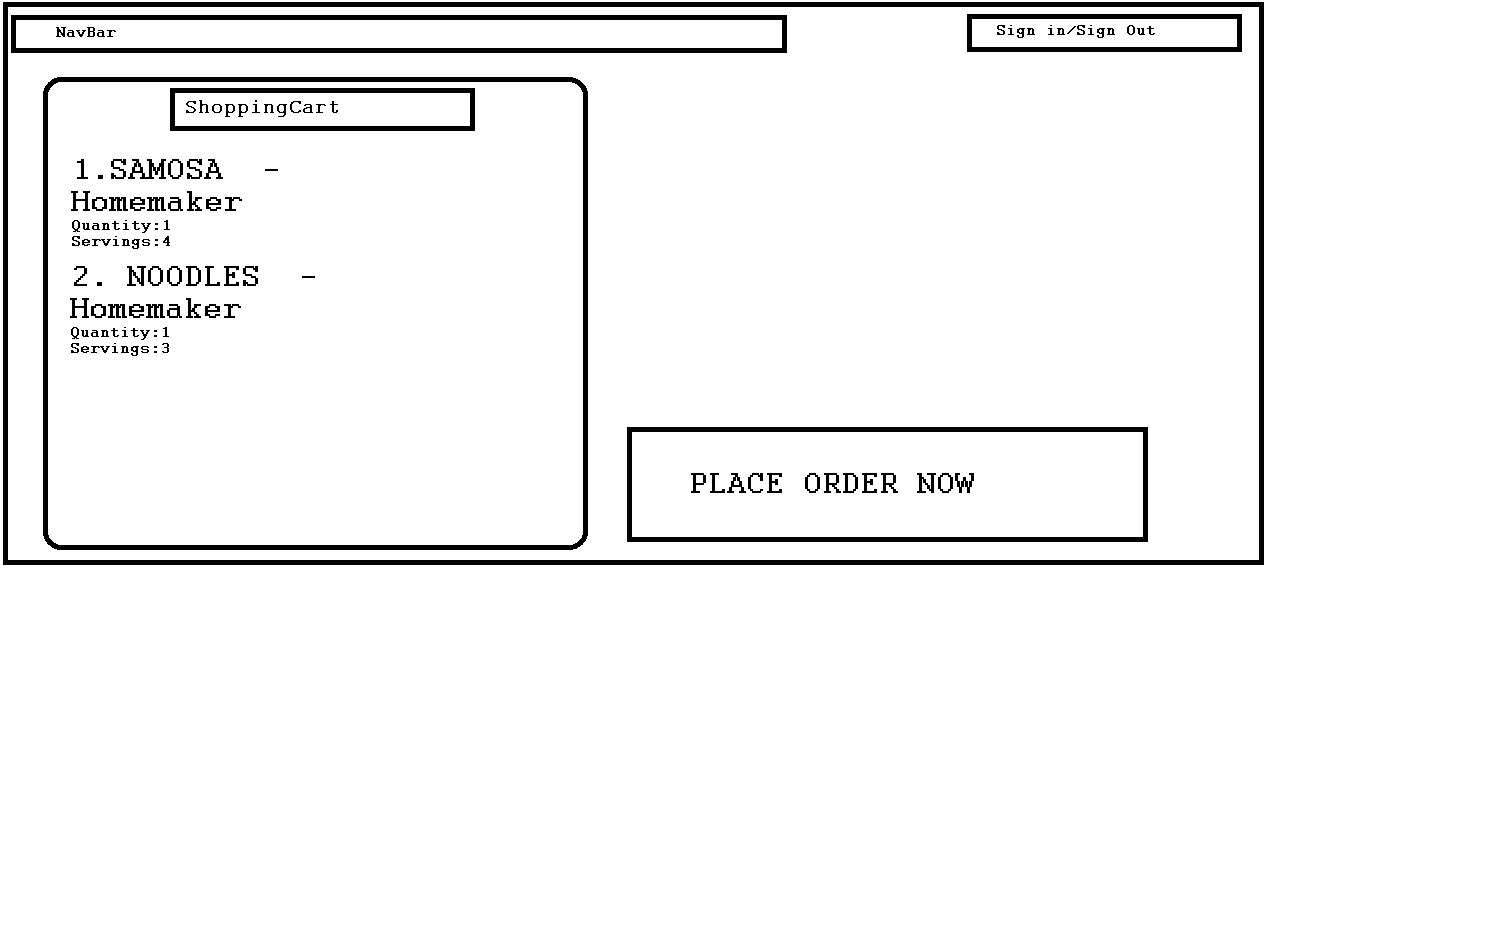 NavBar
Sign in/Sign Out
ShoppingCart
1.SAMOSA  -
Homemaker
Quantity:1
Servings:4
2. NOODLES  -
Homemaker
Quantity:1
Servings:3
PLACE ORDER NOW